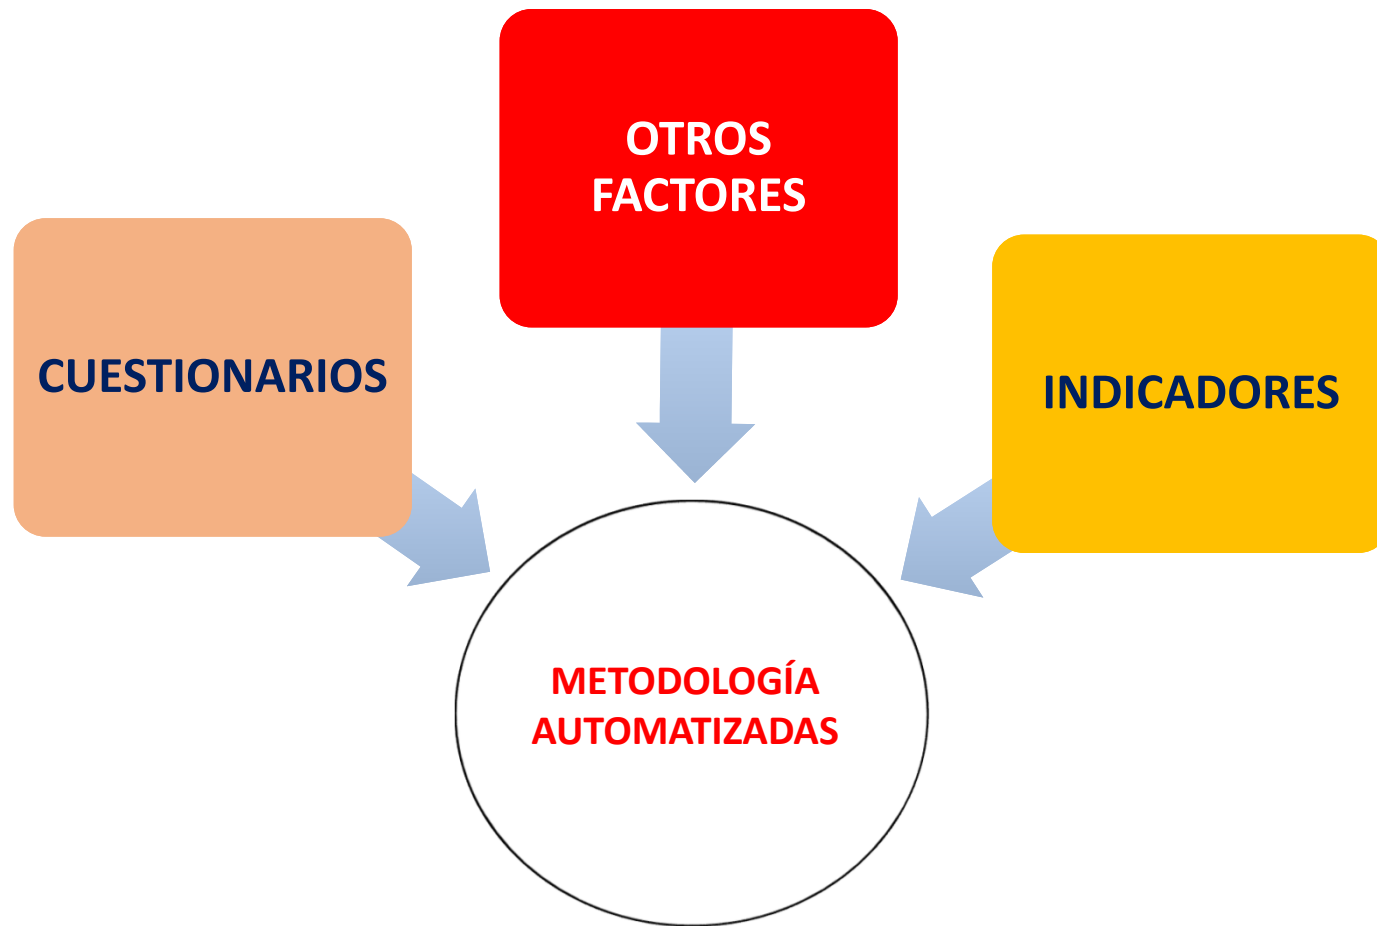 OTROS
FACTORES
CUESTIONARIOS
INDICADORES
METODOLOGÍA
AUTOMATIZADAS